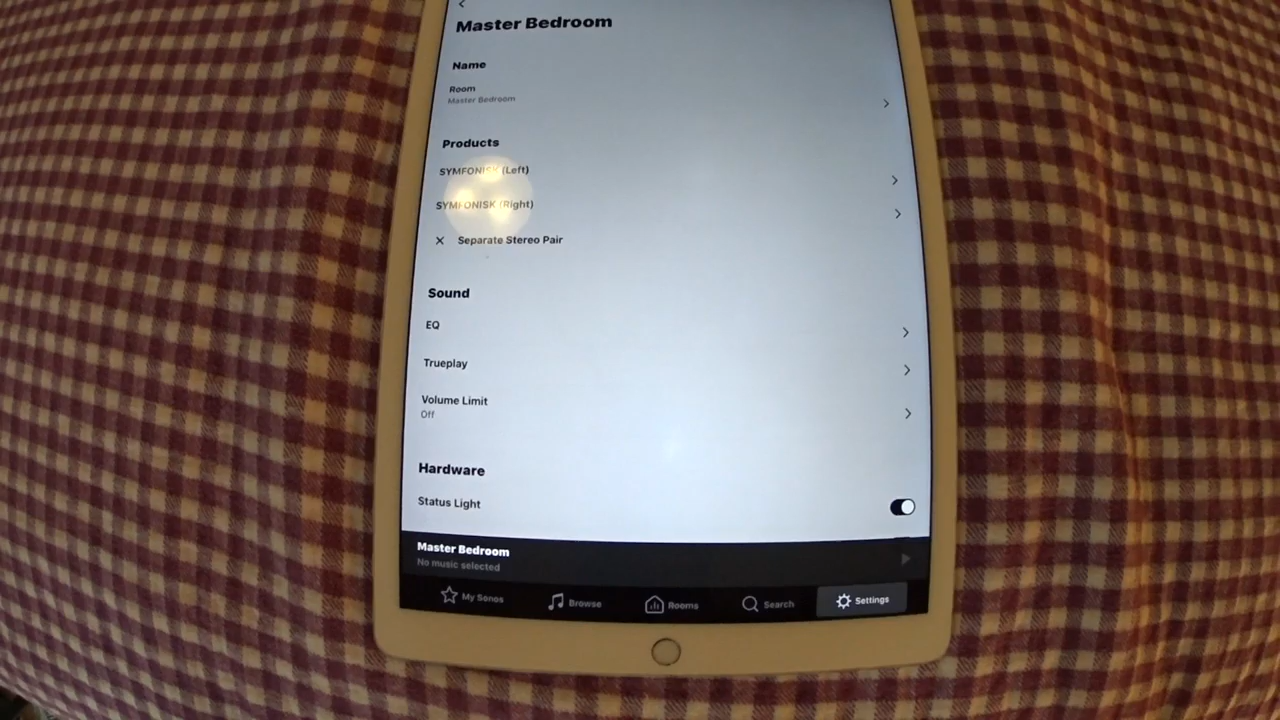 Master Bedroom
Name
Room
Master Bedroom
Products
SYMFONISK (Left)
SYMFONISK (Right)
Separate Stereo Pair
Sound
EQ
Trueplay
Volume Limit
Off
Hardware
Status Light
Master Bedroom
No music selected
My Sonos
Browse
Rooms
Search
Settings